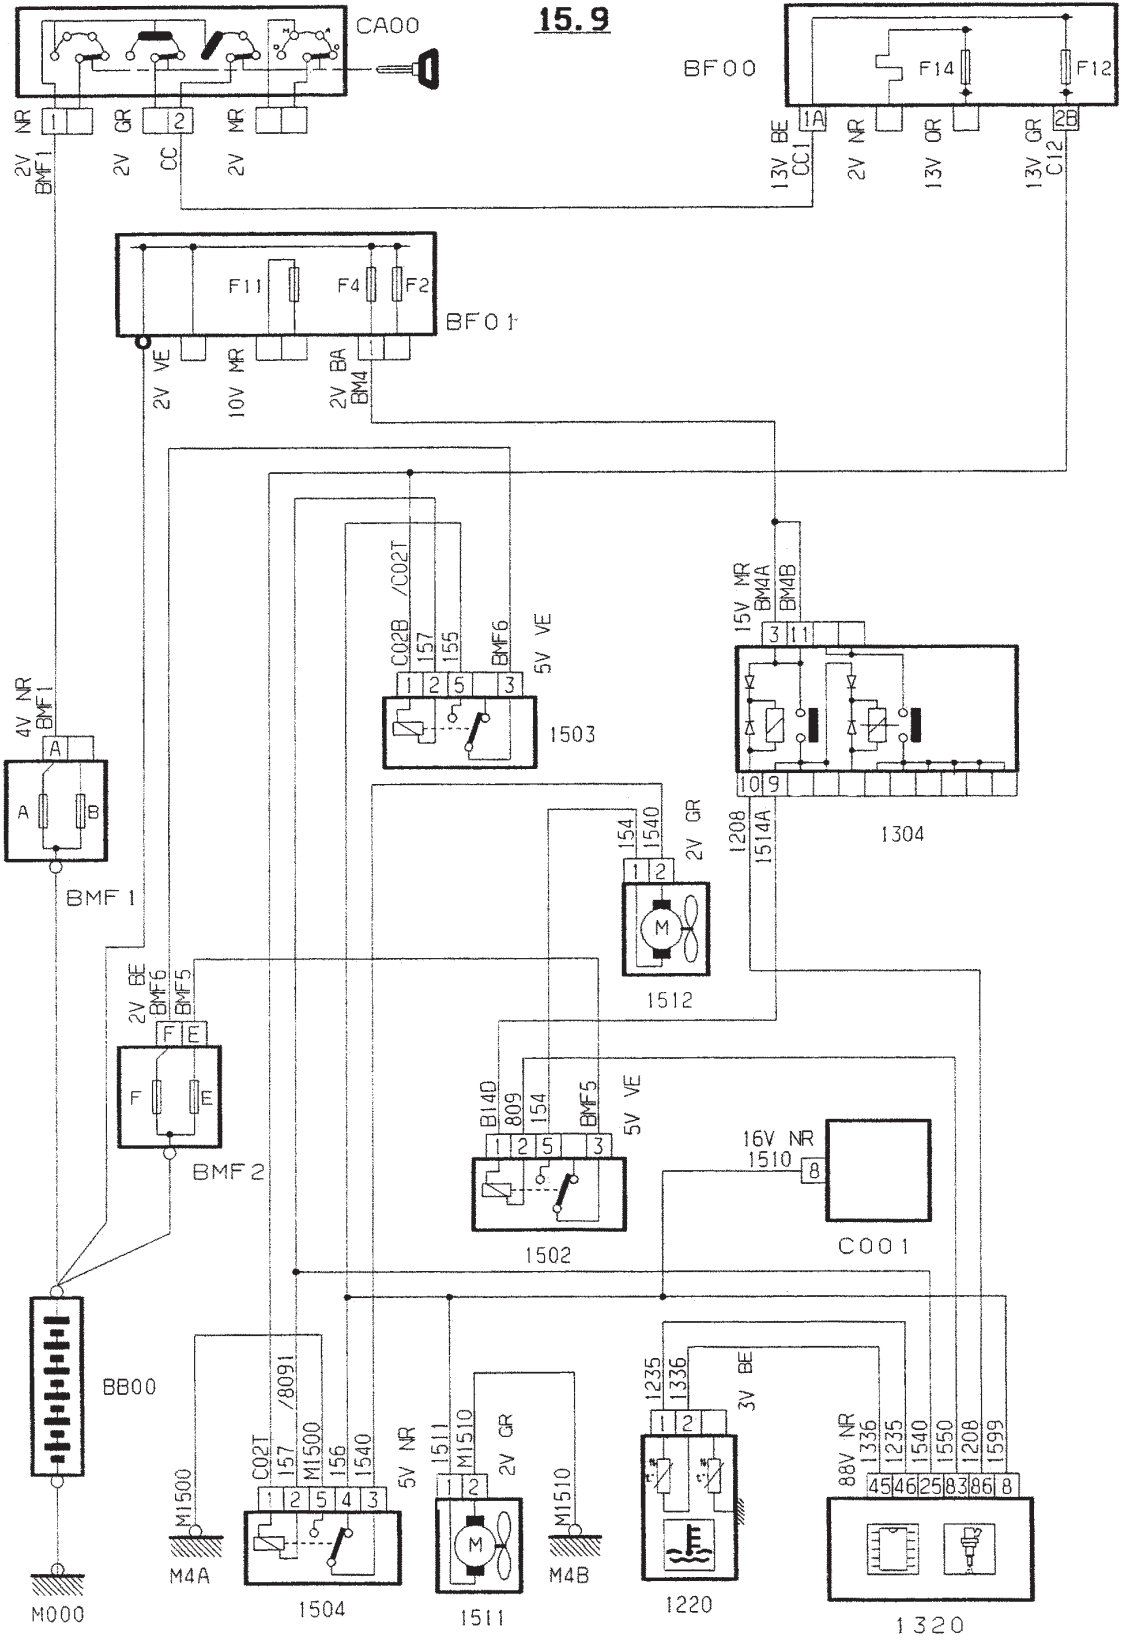 15.9
CA00
M
A
BF00
F14
F12
1
2
1A
2B
2V NR
BMF1
2V GR
CC
2V MR
13V BE
CC1
2V NR
13V OR
13V GR
C12
F11
F4
F2
BF01
1
2V VE
10V MR
2V BA
BM4
C02B /C02T
157
155
BMF6
5V VE
1
2
5
3
1503
15V MR
BM4A
BM4B
3
11
10
9
1304
1208
1514A
4V NR
BMF1
A
A
B
BMF1
154
1540
2V GR
1
2
M
1512
2V BE
BMF6
BMF5
F
E
F
E
BMF2
B14D
809
154
BMF5
5V VE
1
2
5
3
1502
16V NR
1510
8
C001
BB00
M000
M1500
M4A
C02T
157 /8091
M1500
156
1540
5V NR
1
2
5
4
3
1504
1511
M1510
2V GR
1
2
M
1511
M1510
M4B
1235
1336
3V BE
1
2
t°
t°
1220
88V NR
1336
1235
1540
1550
1208
1599
45
46
25
83
86
8
1320